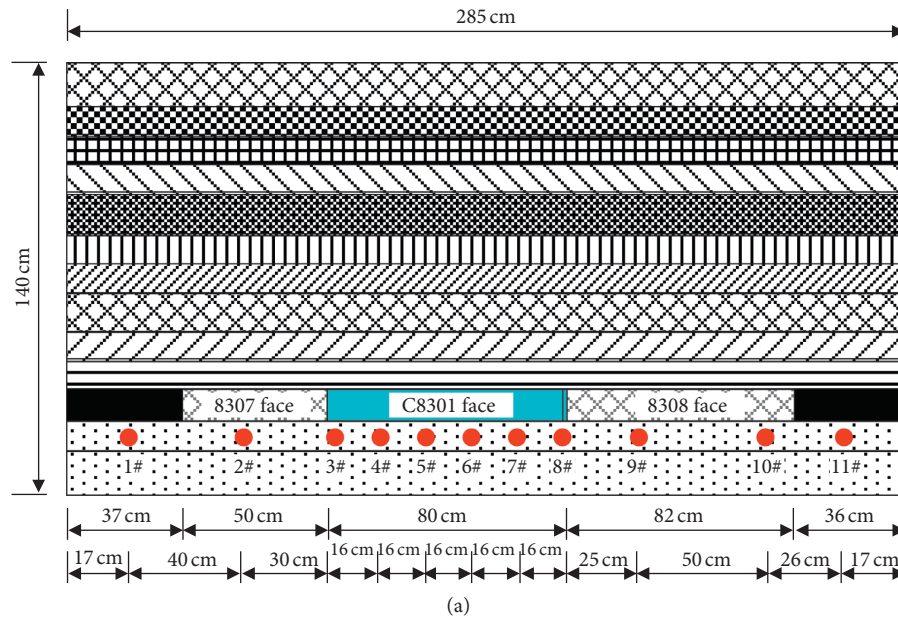 285 cm
140 cm
8307 face C8301 face 8308 face
1# 2# 3# 4# 5# 6# 7# 8# 9# 10# 11#
37 cm 50 cm 80 cm 82 cm 36 cm
17 cm 40 cm 30 cm 16 cm 16 cm 16 cm 16 cm 16 cm 25 cm 50 cm 26 cm 17 cm
(a)